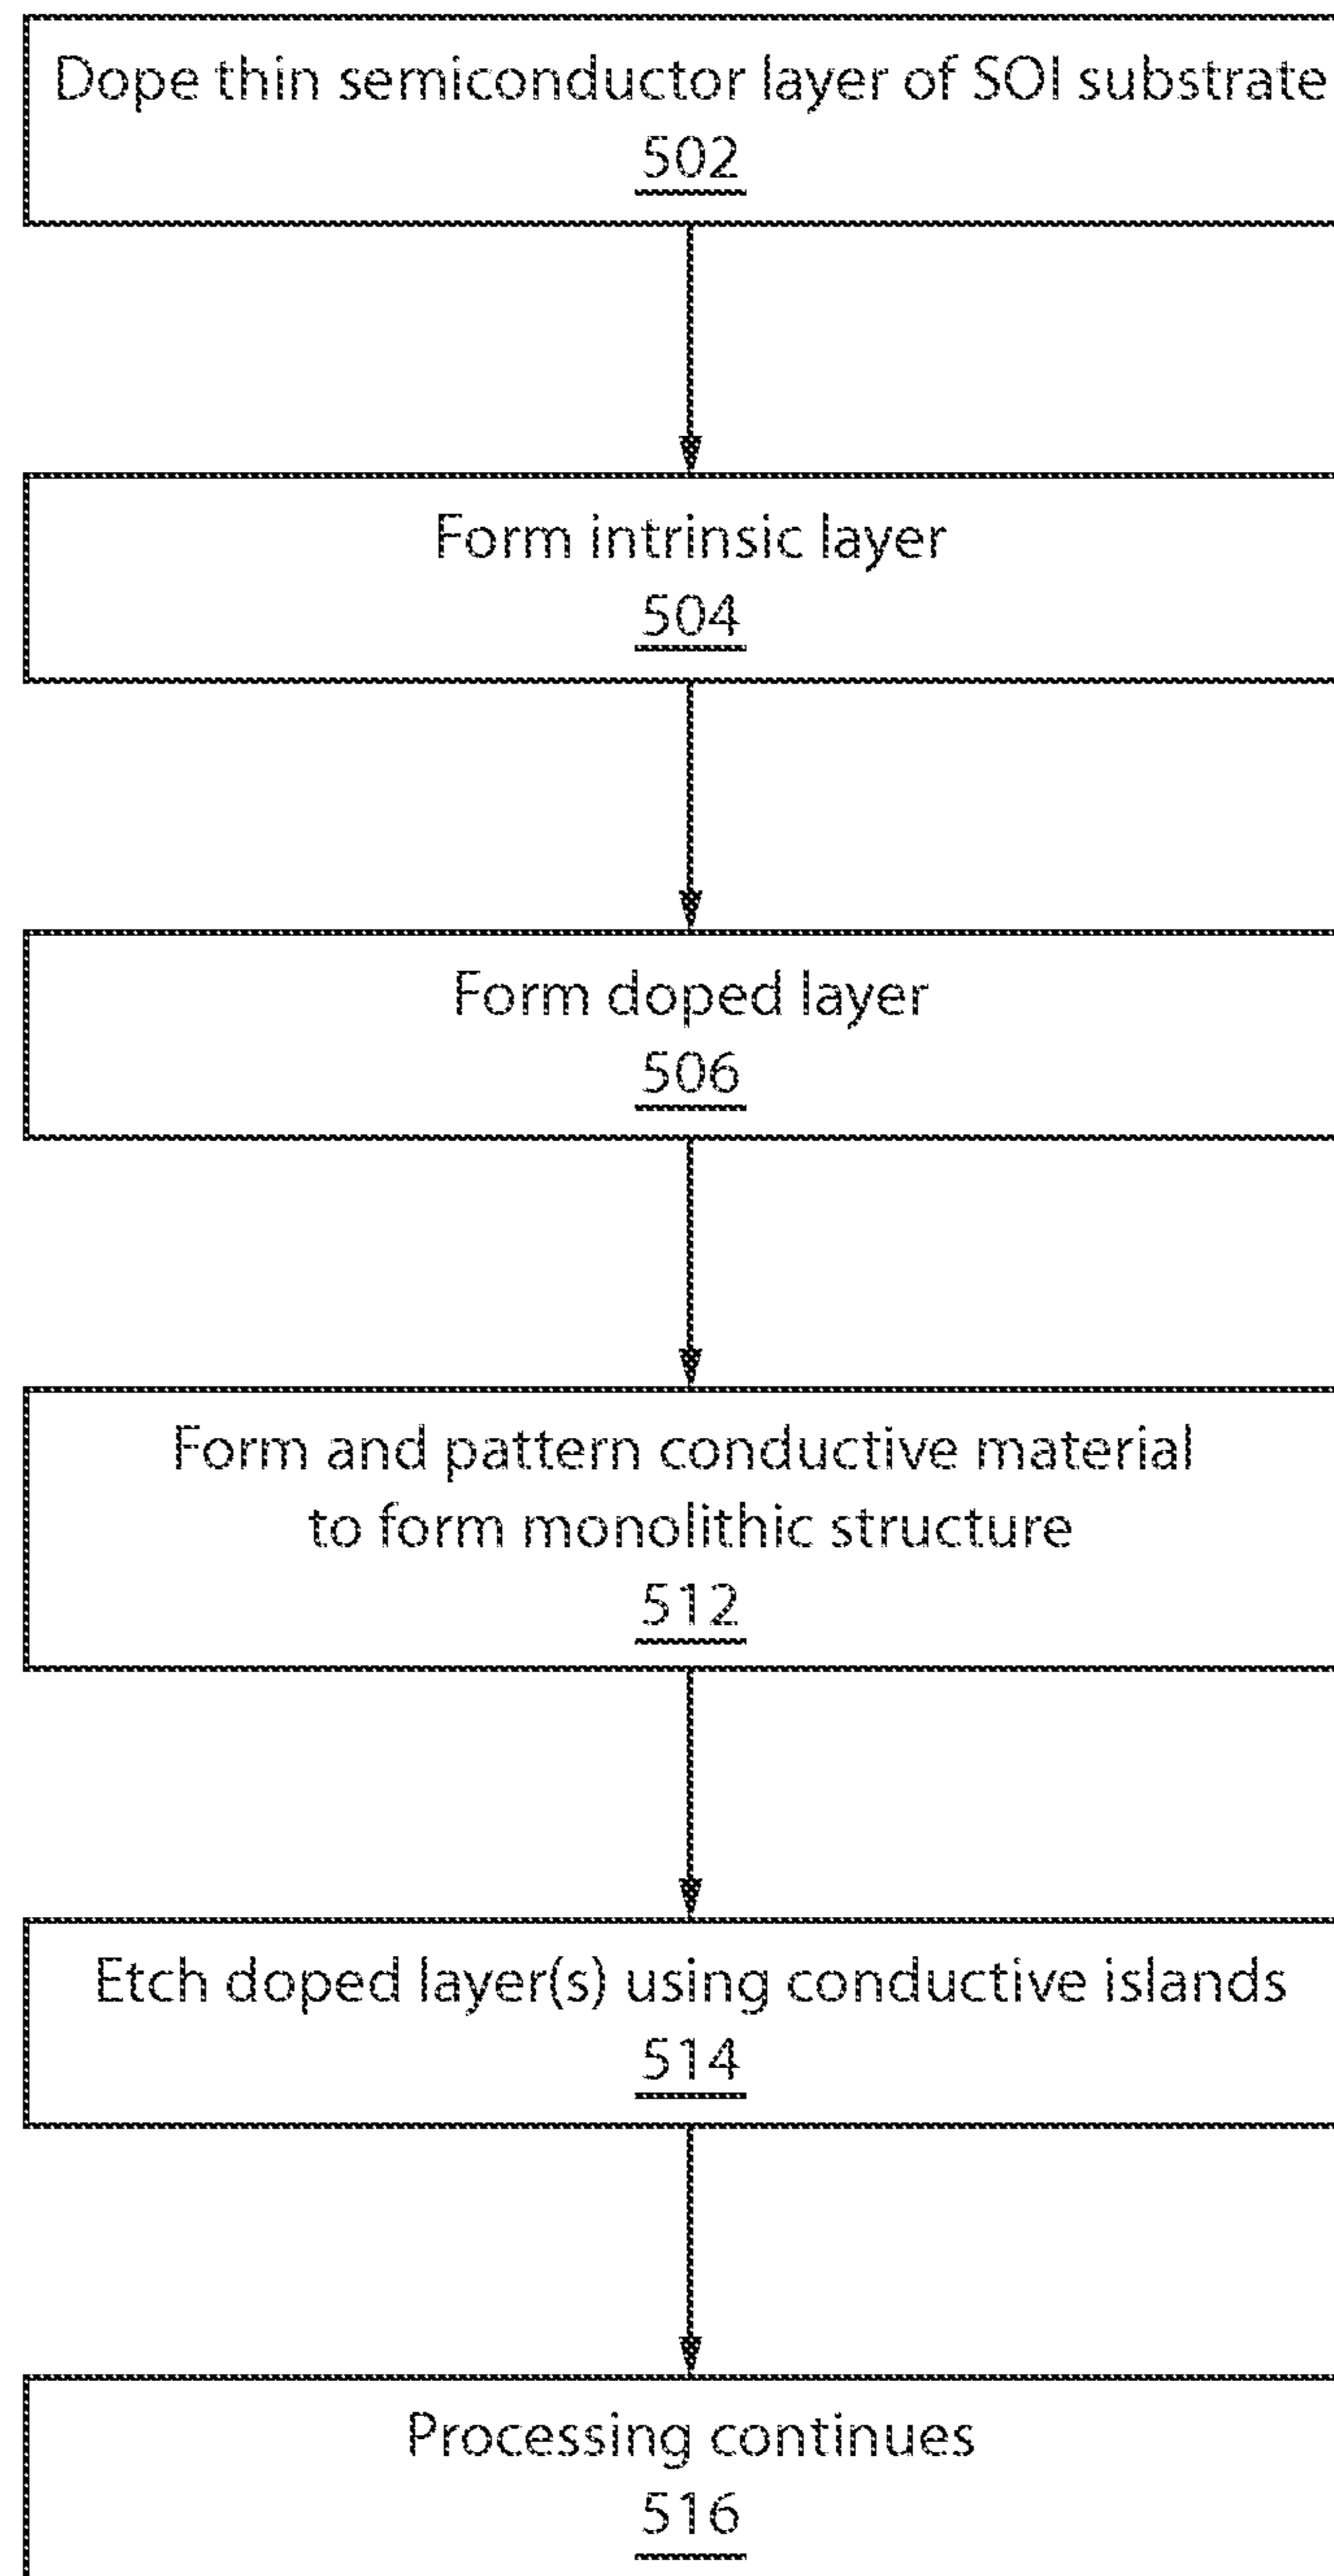 Dope thin semiconductor layer of SOI substrate
502
Form intrinsic layer
504
Form doped layer
506
Form and pattern conductive material
to form monolithic structure
512
Etch doped layer(s) using conductive islands
514
Processing continues
516